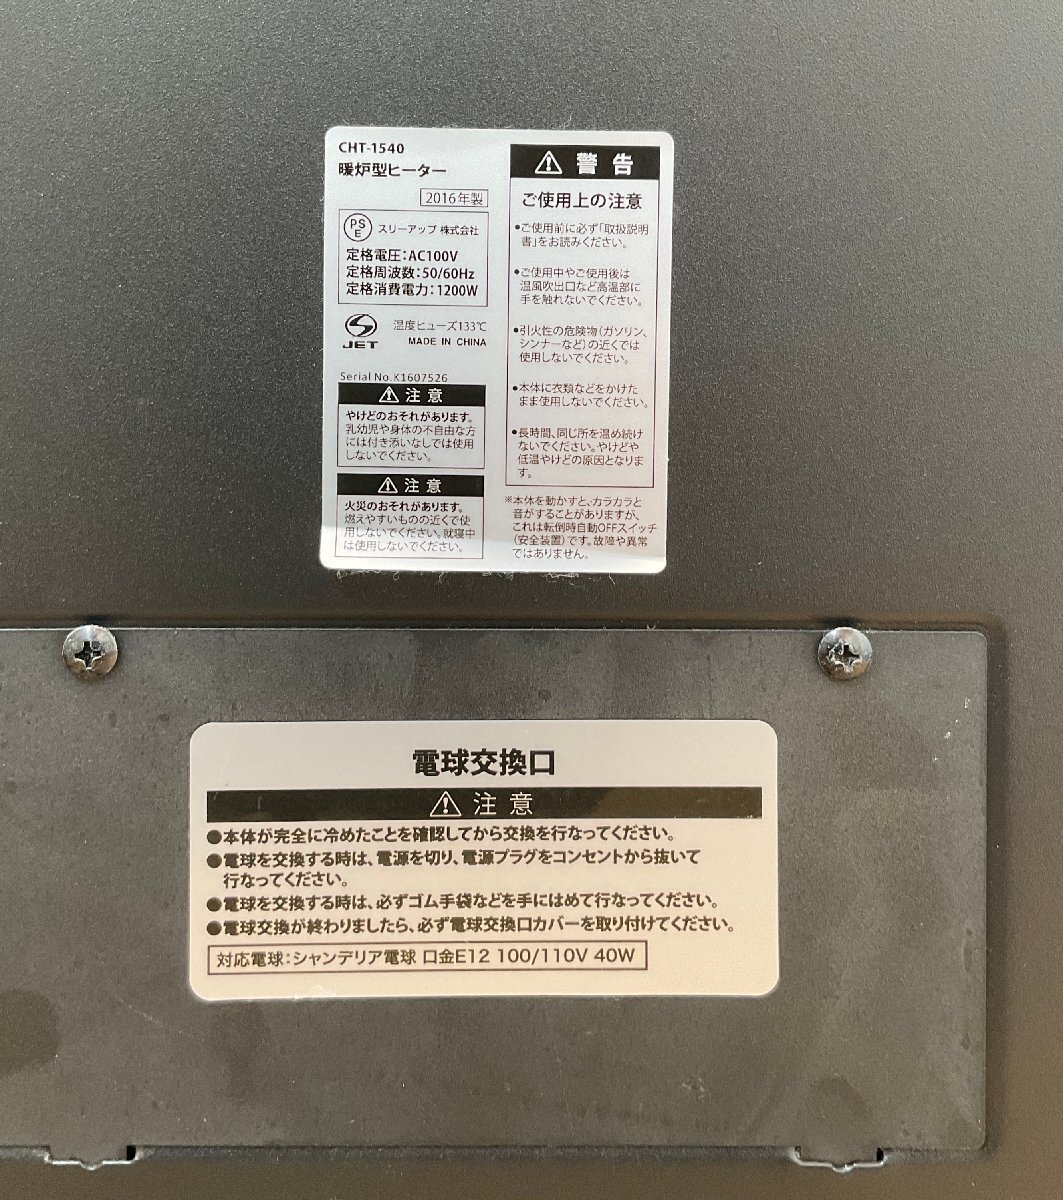 CHT-1540
暖炉型ヒーター
2016年製
PS
E
スリーアップ 株式会社
定格電圧:AC100V
定格周波数:50/60Hz
定格消費電力:1200W
JET
温度ヒューズ133℃
MADE IN CHINA
Serial No.K1607526
注意
やけどのおそれがあります。
乳幼児や身体の不自由な方
には付き添いなしでは使用
しないでください。
注意
火災のおそれがあります。
燃えやすいものの近くで使
用しないでください。就寝中
は使用しないでください。
警告
ご使用上の注意
•ご使用前に必ず「取扱説明
書」をお読みください。
•ご使用中やご使用後は
温風吹出口など高温部に
手を触れないでください。
•引火性の危険物(ガソリン、
シンナーなど)の近くでは
使用しないでください。
•本体に衣類などをかけた
まま使用しないでください。
•長時間、同じ所を温め続け
ないでください。やけどや
低温やけどの原因となりま
す。
※本体を動かすと、カラカラと
音がすることがありますが、
これは転倒時自動OFFスイッチ
(安全装置)です。故障や異常
ではありません。
電球交換口
注意
●本体が完全に冷めたことを確認してから交換を行なってください。
●電球を交換する時は、電源を切り、電源プラグをコンセントから抜いて
行なってください。
●電球を交換する時は、必ずゴム手袋などを手にはめて行なってください。
●電球交換が終わりましたら、必ず電球交換口カバーを取り付けてください。
対応電球:シャンデリア電球 口金E12 100/110V 40W